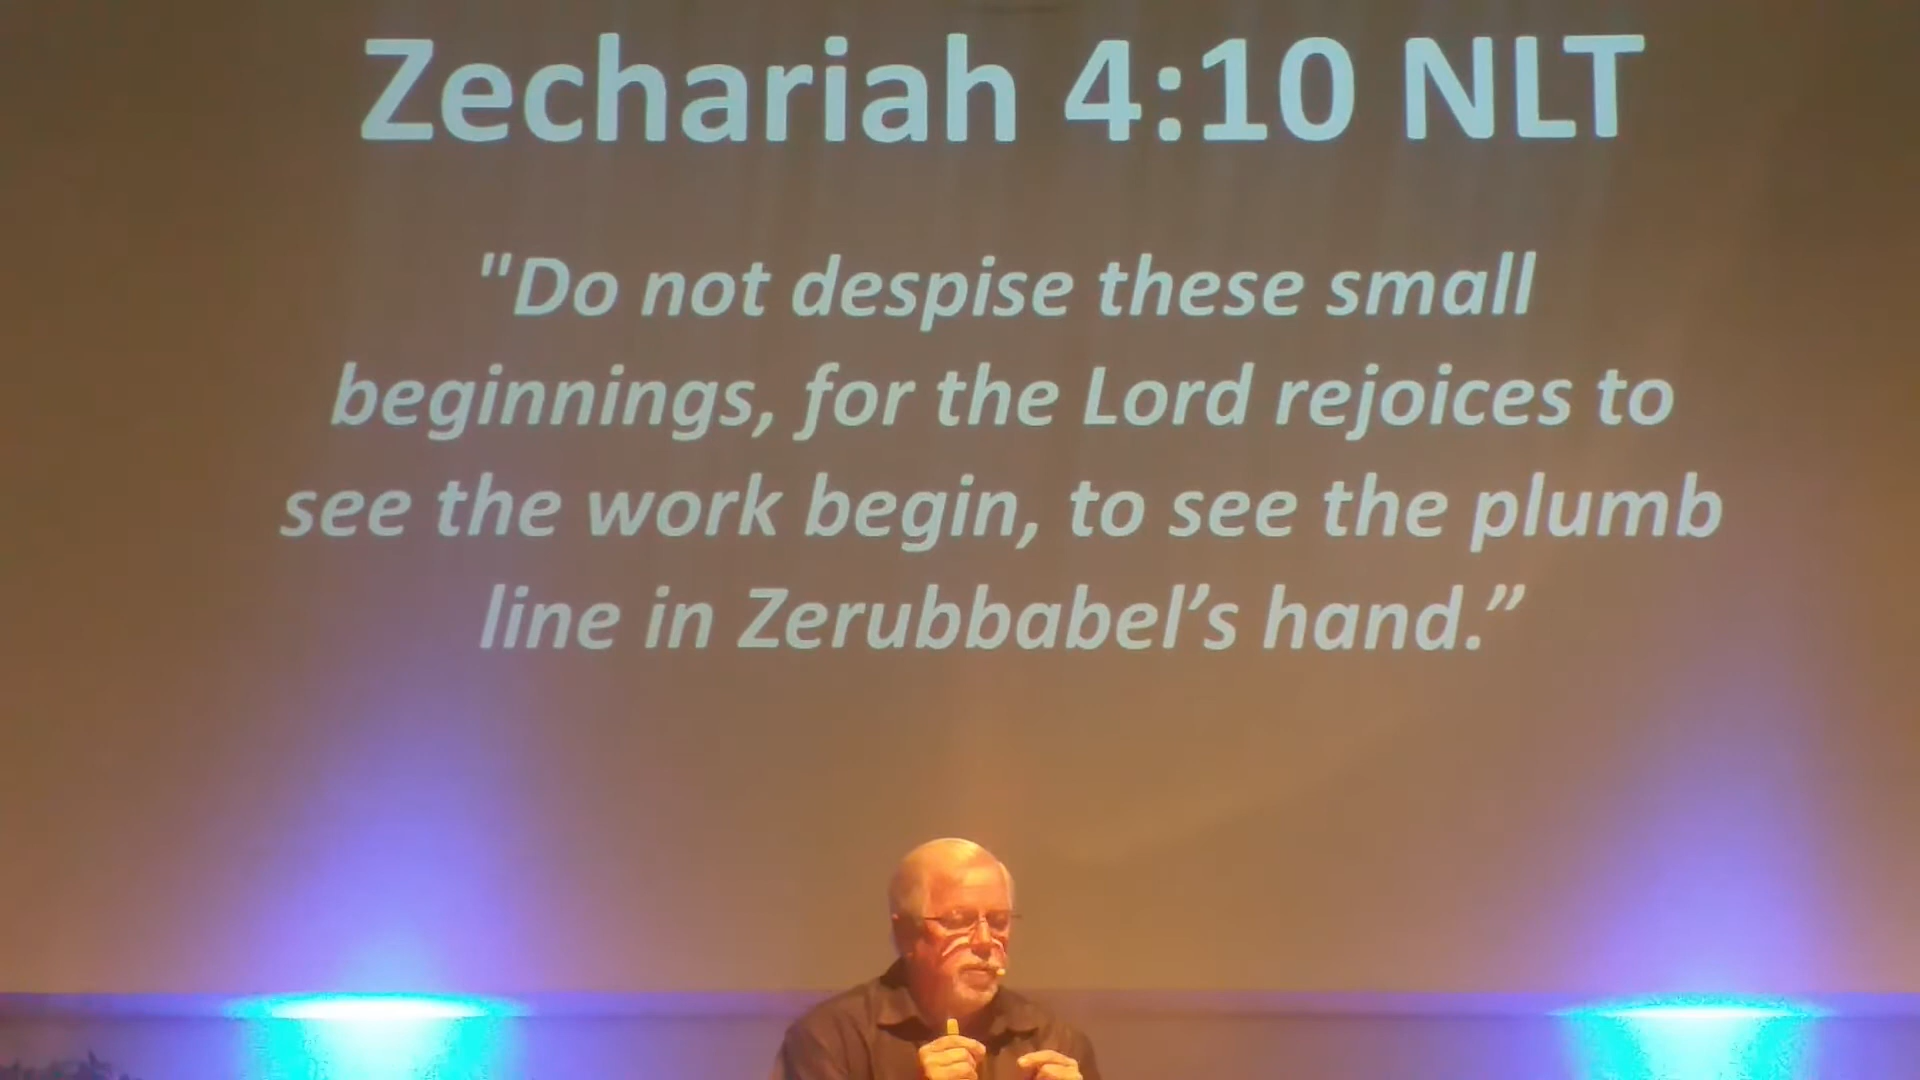 Zechariah 4:10 NLT
"Do not despise these small
beginnings, for the Lord rejoices to
see the work begin, to see the plumb
line in Zerubbabel’s hand.”